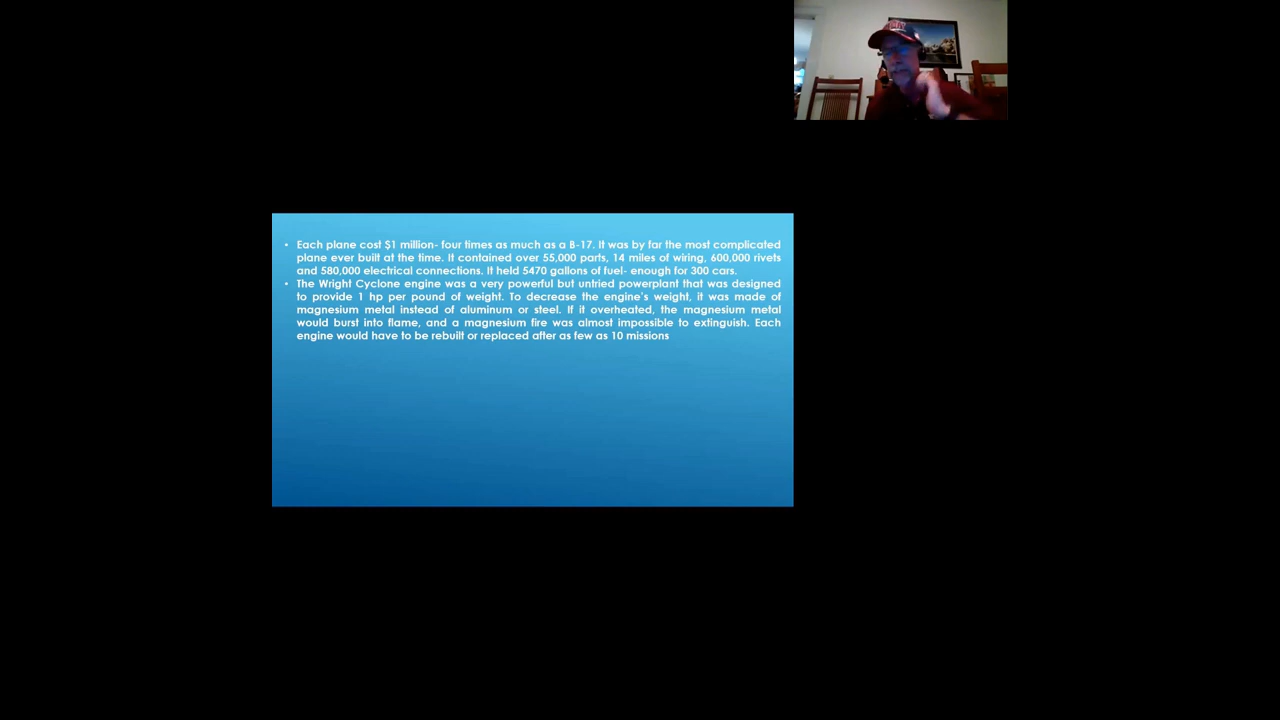 • Each plane cost $1 million- four times as much as a B-17. It was by far the most complicated
plane ever built at the time. It contained over 55,000 parts, 14 miles of wiring, 600,000 rivets
and 580,000 electrical connections. It held 5470 gallons of fuel- enough for 300 cars.
• The Wright Cyclone engine was a very powerful but untried powerplant that was designed
to provide 1 hp per pound of weight. To decrease the engine's weight, it was made of
magnesium metal instead of aluminum or steel. If it overheated, the magnesium metal
would burst into flame, and a magnesium fire was almost impossible to extinguish. Each
engine would have to be rebuilt or replaced after as few as 10 missions